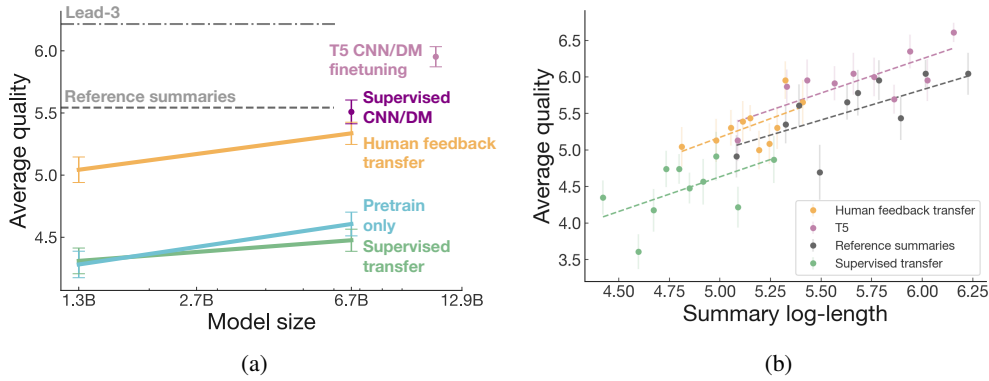 Lead-3
T5 CNN/DM
finetuning
Reference summaries
Supervised
CNN/DM
Human feedback
transfer
Pretrain
only
Supervised
transfer
Average quality
6.0
5.5
5.0
4.5
1.3B
2.7B
6.7B
12.9B
Model size
(a)
Average quality
6.5
6.0
5.5
5.0
4.5
4.0
3.5
Human feedback transfer
T5
Reference summaries
Supervised transfer
4.50
4.75
5.00
5.25
5.50
5.75
6.00
6.25
Summary log-length
(b)